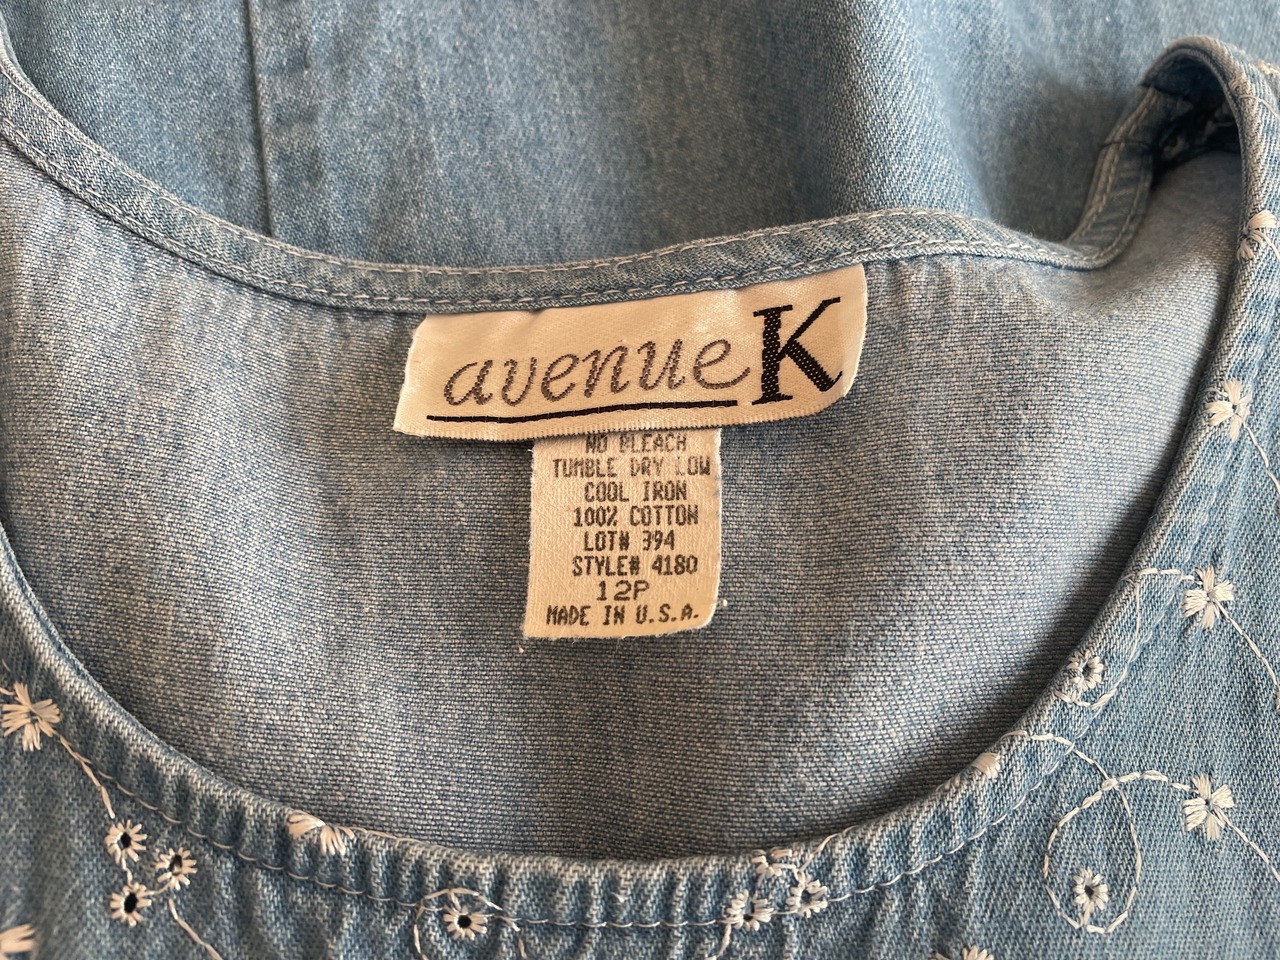 avenueK
NO BLEACH
TUMBLE DRY LOW
COOL IRON
100% COTTON
LOT# 394
STYLE# 4180
12P
MADE IN U.S.A.